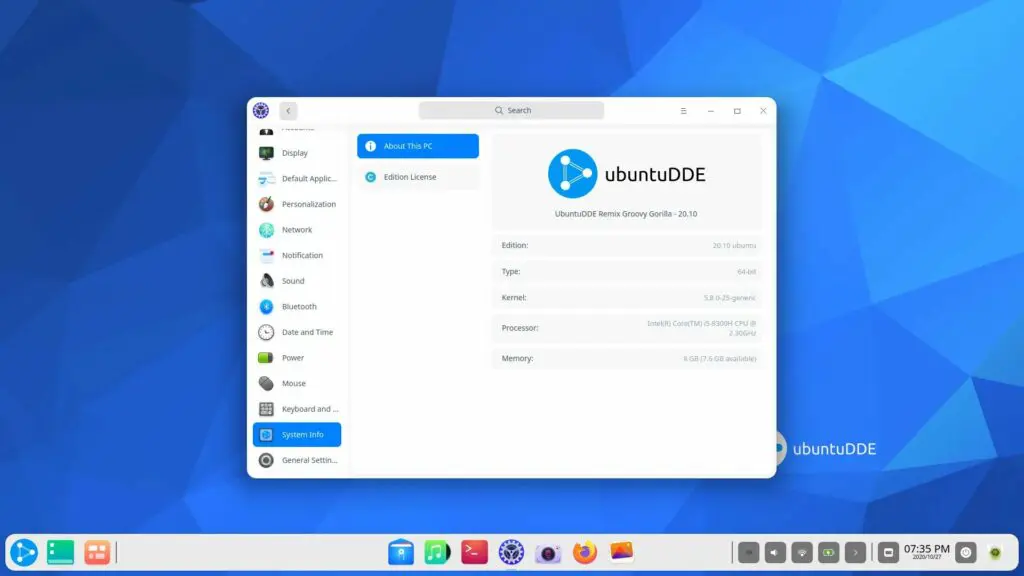 Search
Display
Default Applic...
Personalization
Network
Notification
Sound
Bluetooth
Date and Time
Power
Mouse
Keyboard and ...
System Info
General Settin...
About This PC
Edition License
ubuntuDDE
UbuntuDDE Remix Groovy Gorilla - 20.10
Edition:
20.10 ubuntu
Type:
64-bit
Kernel:
5.8.0-25-generic
Processor:
Intel(R) Core(TM) i5-8300H CPU @
2.30GHz
Memory:
8 GB (7.6 GB available)
ubuntuDDE
07:35 PM
2020/10/27